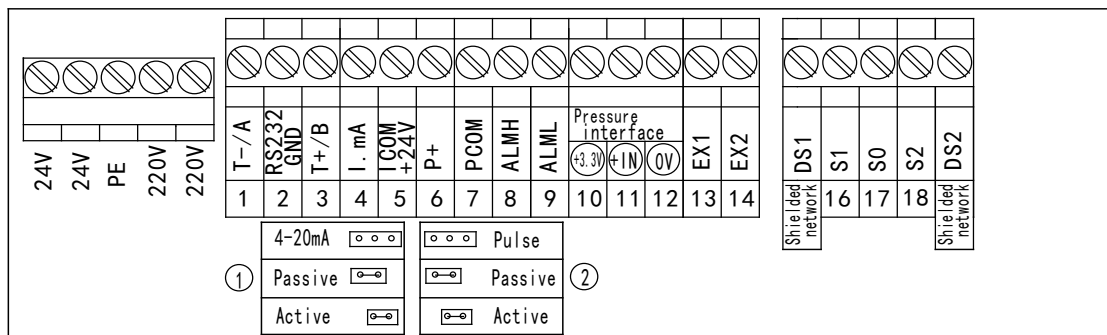 24V
24V
PE
220V
220V
T-/A
RS232
GND
T+/B
I.mA
ICOM
+24V
P+
PCOM
ALMH
ALML
Pressure
interface
+3.3V
+IN
0V
EX1
EX2
DS1
S1
S0
S2
DS2
1 2 3 4 5 6 7 8 9 10 11 12 13 14
Shielded
network
16 17 18
Shielded
network
4-20mA
Pulse
1
Passive
Passive
2
Active
Active